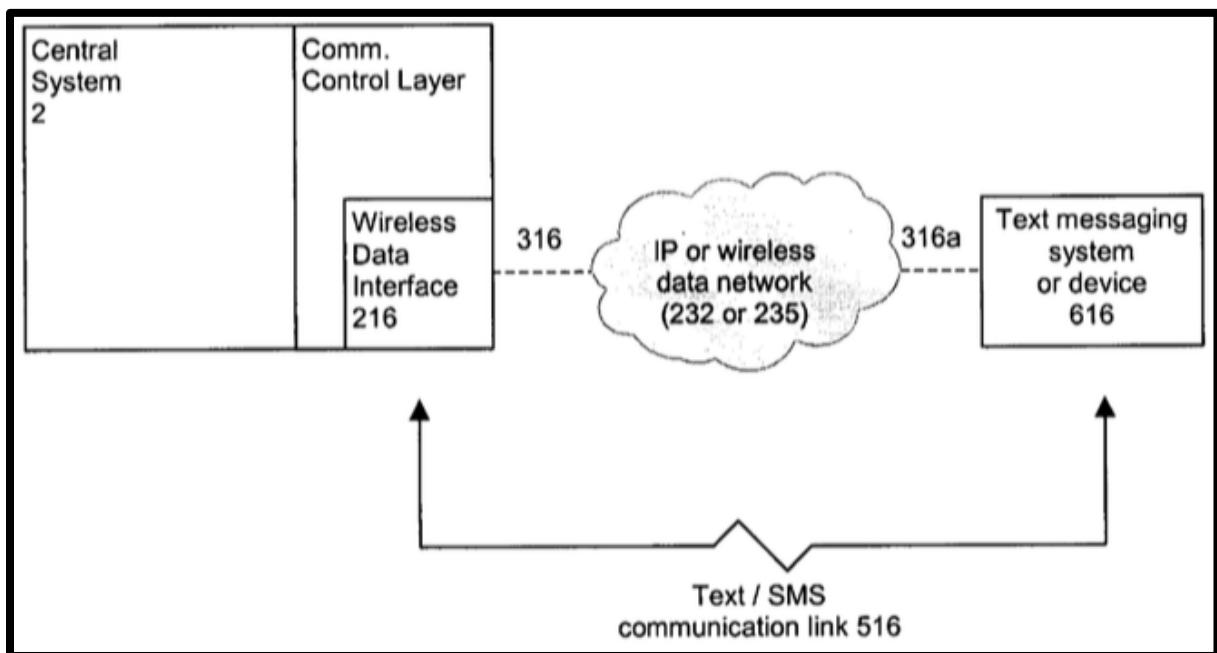 Central
System
2
Comm.
Control Layer
Wireless
Data
Interface
216
316
IP or wireless
data network
(232 or 235)
316a
Text messaging
system
or device
616
Text / SMS
communication link 516